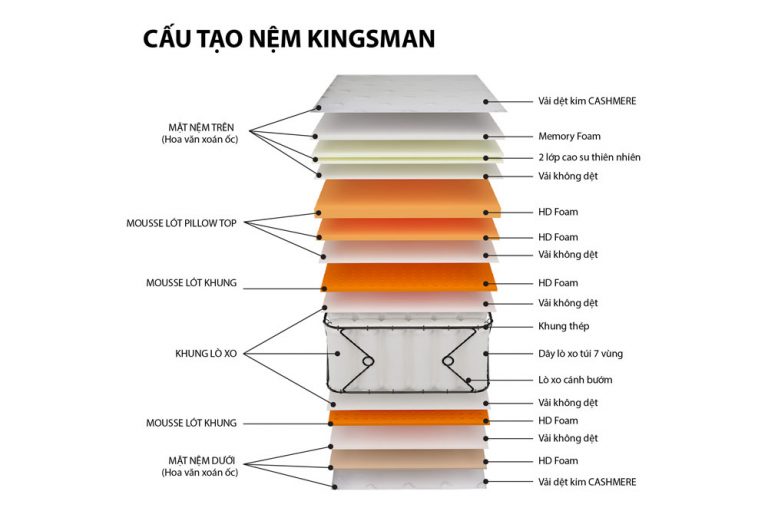 CẤU TẠO NỆM KINGSMAN
MẶT NỆM TRÊN
(Hoa văn xoán ốc)
MOUSSE LÓT PILLOW TOP
MOUSSE LÓT KHUNG
KHUNG LÒ XO
MOUSSE LÓT KHUNG
MẶT NỆM DƯỚI
(Hoa văn xoán ốc)
Vải dệt kim CASHMERE
Memory Foam
2 lớp cao su thiên nhiên
Vải không dệt
HD Foam
HD Foam
Vải không dệt
HD Foam
Vải không dệt
Khung thép
Dây lò xo túi 7 vùng
Lò xo cánh bướm
Vải không dệt
HD Foam
Vải không dệt
HD Foam
Vải dệt kim CASHMERE